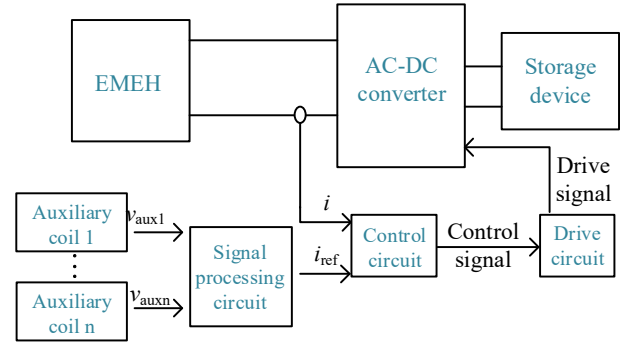 EMEH
AC-DC
converter
Storage
device
Drive
signal
Auxiliary
coil 1
vaux1
Signal
processing
circuit
i
iref
Control
circuit
Control
signal
Drive
circuit
Auxiliary
coil n
vauxn